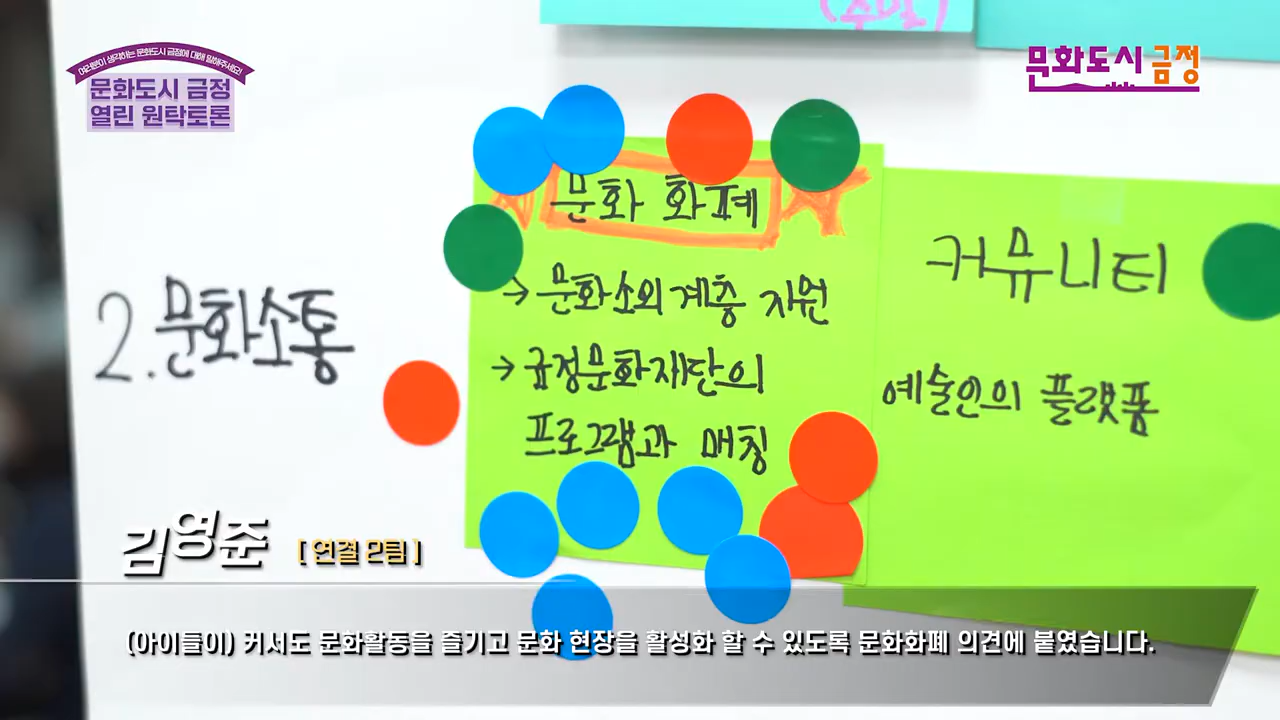 (주말)
여러분이 생각하는 문화도시 금정에 대해 말해주세요!
문화도시 금정
열린 원탁토론
문화도시 금정
2. 문화소통
문화 화폐
→ 문화소외계층 지원
→ 금정문화재단의
프로그램과 매칭
커뮤니티
예술인의 플랫폼
김영준 [연결 2팀]
(아이들이) 커서도 문화활동을 즐기고 문화 현장을 활성화 할 수 있도록 문화화폐 의견에 붙였습니다.